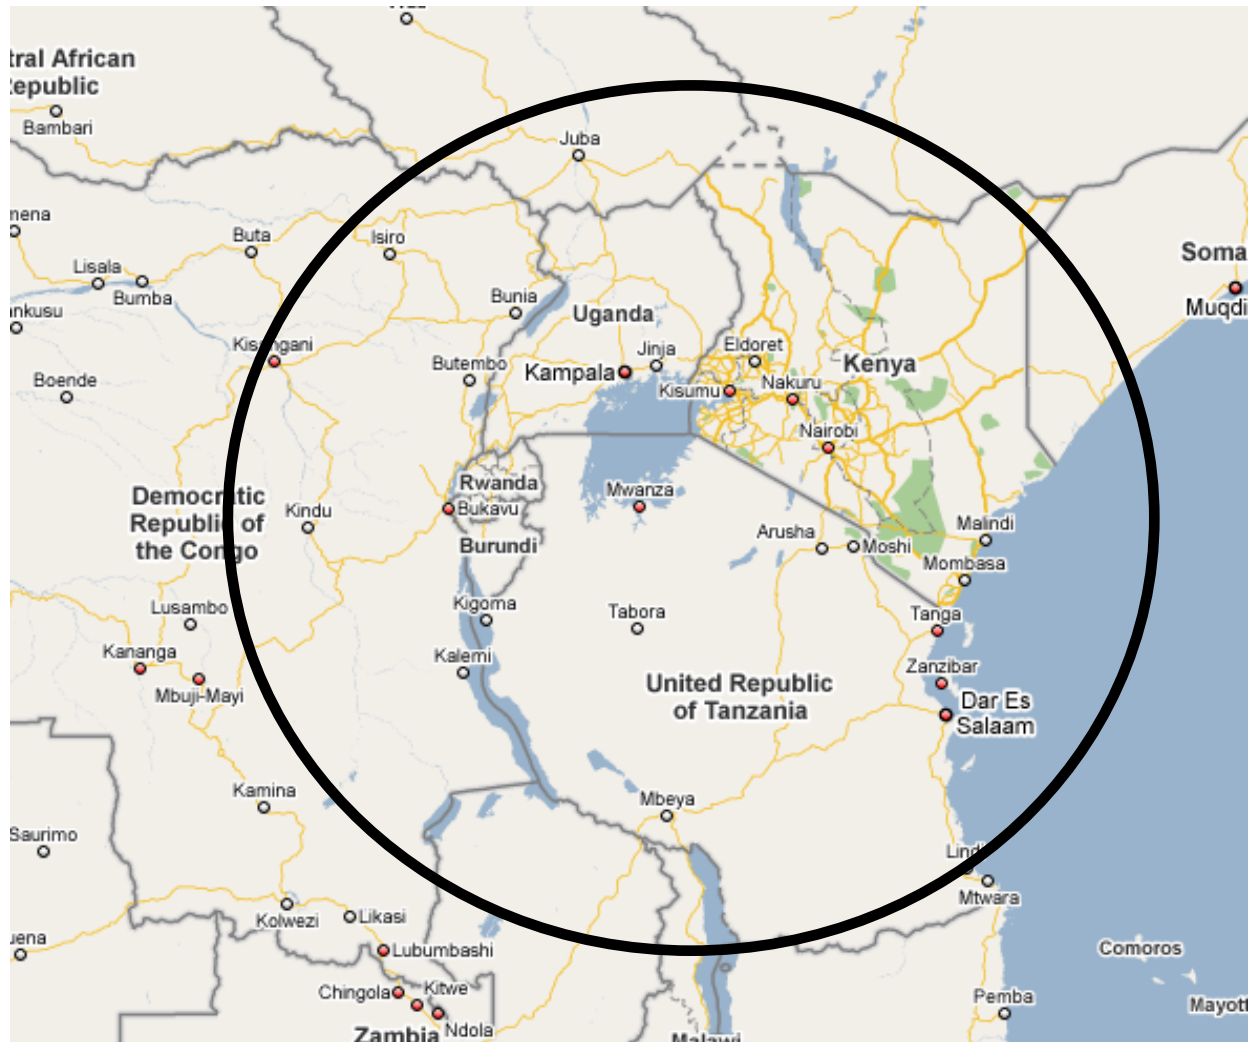 tral African
Republic
Bambari
Juba
mena
Buta
Isiro
Lisala
Bumba
ankusu
Bunia
Uganda
Soma
Muqdi
Kisangani
Boende
Butembo
Kampala
Jinja
Eldoret
Kenya
Kisumu
Nakuru
Nairobi
Democratic
Republic of
the Congo
Kindu
Rwanda
Bukavu
Burundi
Mwanza
Arusha
Moshi
Malindi
Mombasa
Lusambo
Kigoma
Tabora
Tanga
Kananga
Mbuji-Mayi
Kalemi
United Republic
of Tanzania
Zanzibar
Dar Es
Salaam
Kamina
Mbeya
Saurimo
Lindi
Mtwara
Kolwezi
Likasi
Lubumbashi
uena
Comoros
Chingola
Kitwe
Ndola
Zambia
Malawi
Pemba
Mayott